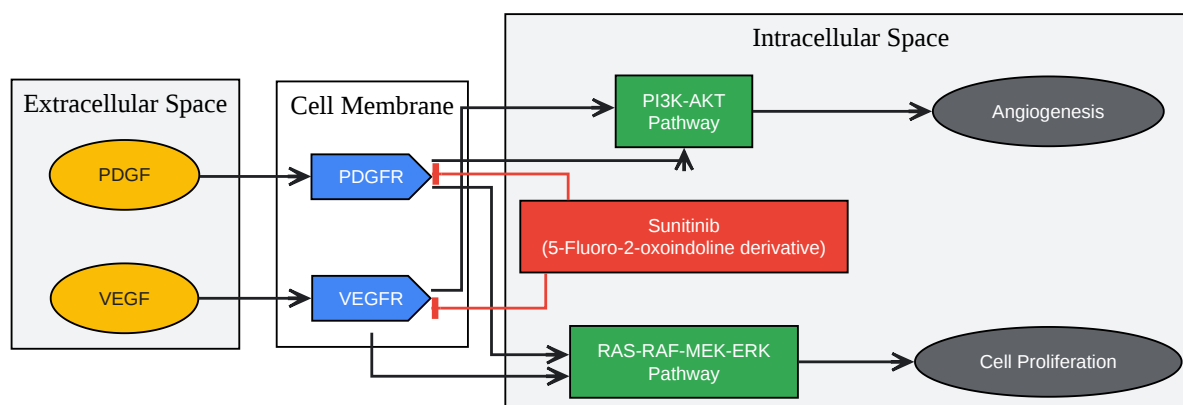 Intracellular Space
Extracellular Space
Cell Membrane
PI3K-AKT
Pathway
Angiogenesis
PDGF
PDGFR
Sunitinib
(5-Fluoro-2-oxoindoline derivative)
VEGF
VEGFR
RAS-RAF-MEK-ERK
Pathway
Cell Proliferation